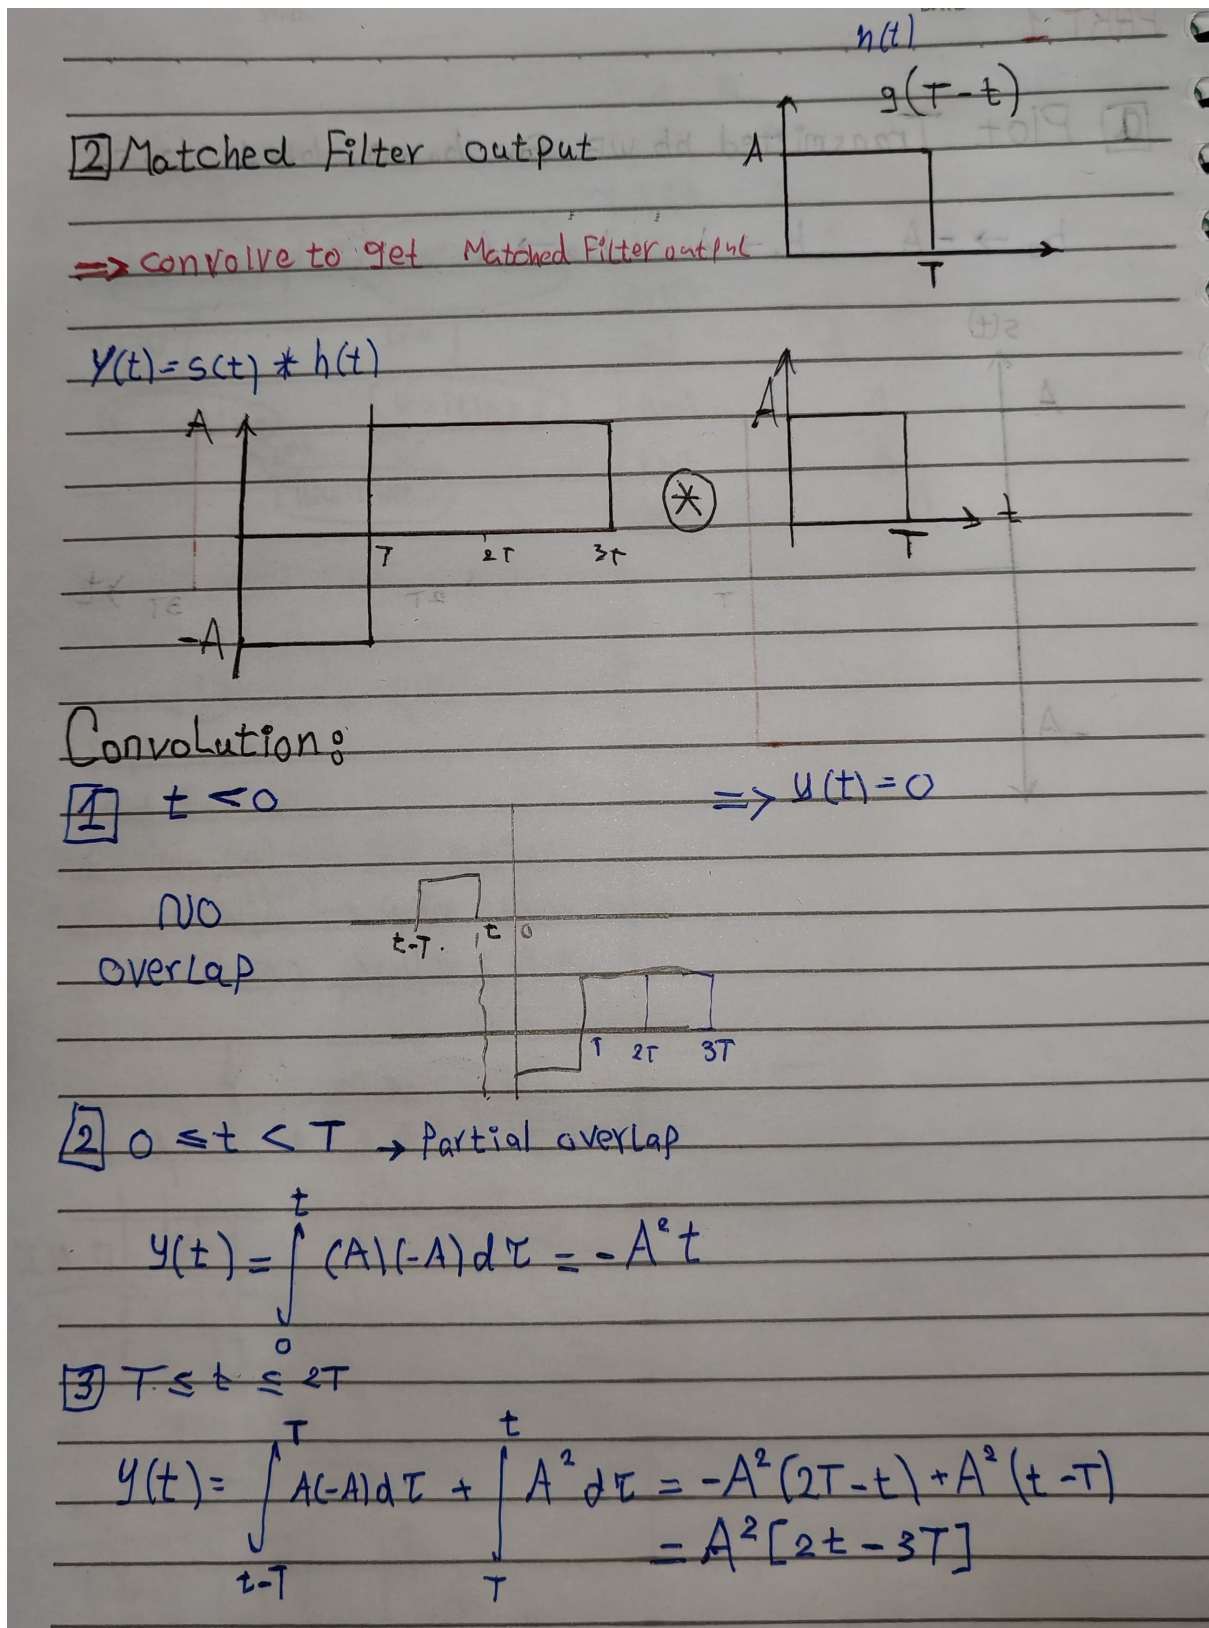 h(t)
g(T-t)
2 Matched Filter output
A
T
=> convolve to get Matched Filter output
y(t)=s(t) * h(t)
A
-A
T 2T 3T
*
A
T
t
Convolution:
1 t < 0 => y(t)=0
NO
overlap
t-T. t 0
T 2T 3T
2 0 ≤ t < T → Partial overlap
y(t) = ∫₀ᵗ (A)(-A)dτ = -A²t
3 T ≤ t ≤ 2T
y(t) = ∫_{t-T}^{T} A(-A)dτ + ∫_{T}^{t} A² dτ = -A²(2T-t)+A²(t-T)
= A²[2t-3T]